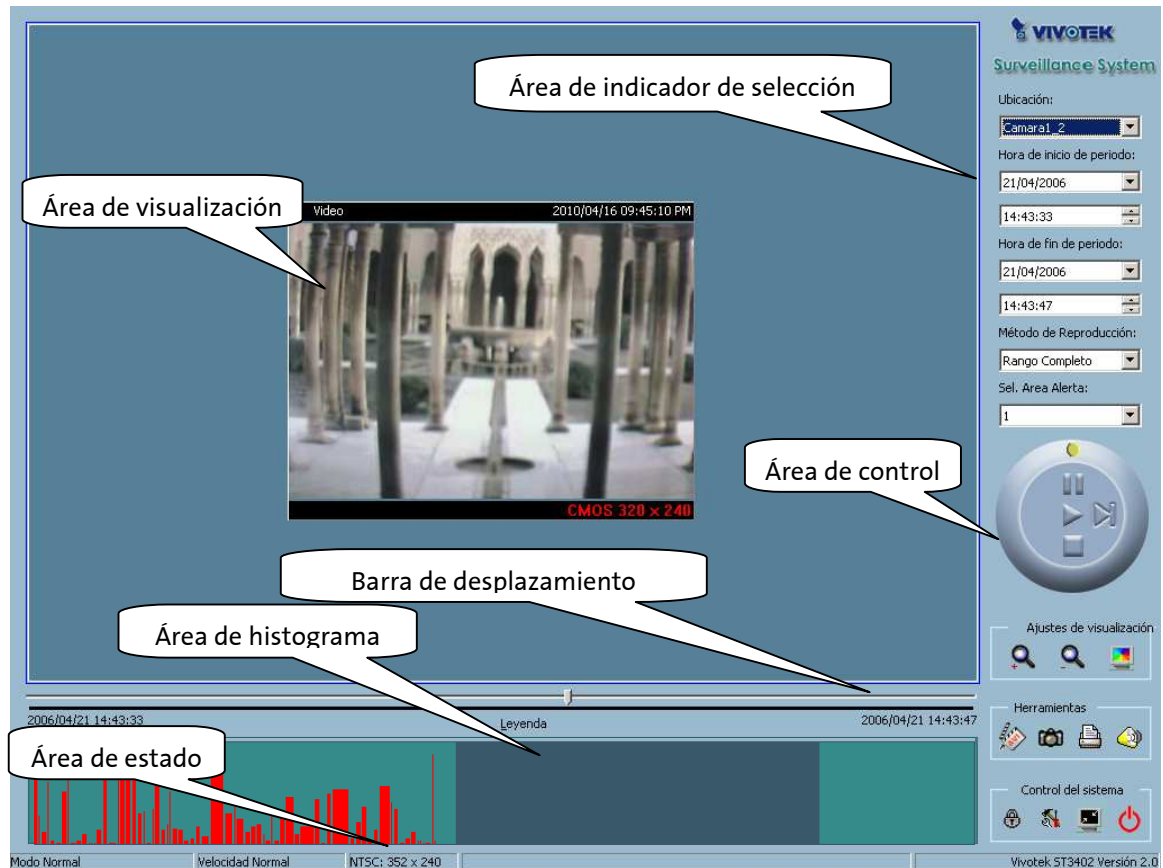 VIVOTEK
Surveillance System
Área de indicador de selección
Ubicación:
Camara1_2
Hora de inicio de periodo:
21/04/2006
14:43:33
Hora de fin de periodo:
21/04/2006
14:43:47
Método de Reproducción:
Rango Completo
Sel. Area Alerta:
1
Área de visualización
Video 2010/04/16 09:45:10 PM
CMOS 320 x 240
Área de control
Barra de desplazamiento
Área de histograma
Ajustes de visualización
2006/04/21 14:43:33 Leyenda 2006/04/21 14:43:47
Herramientas
Área de estado
Control del sistema
Modo Normal Velocidad Normal NTSC: 352 x 240 Vivotek ST3402 Versión 2.0